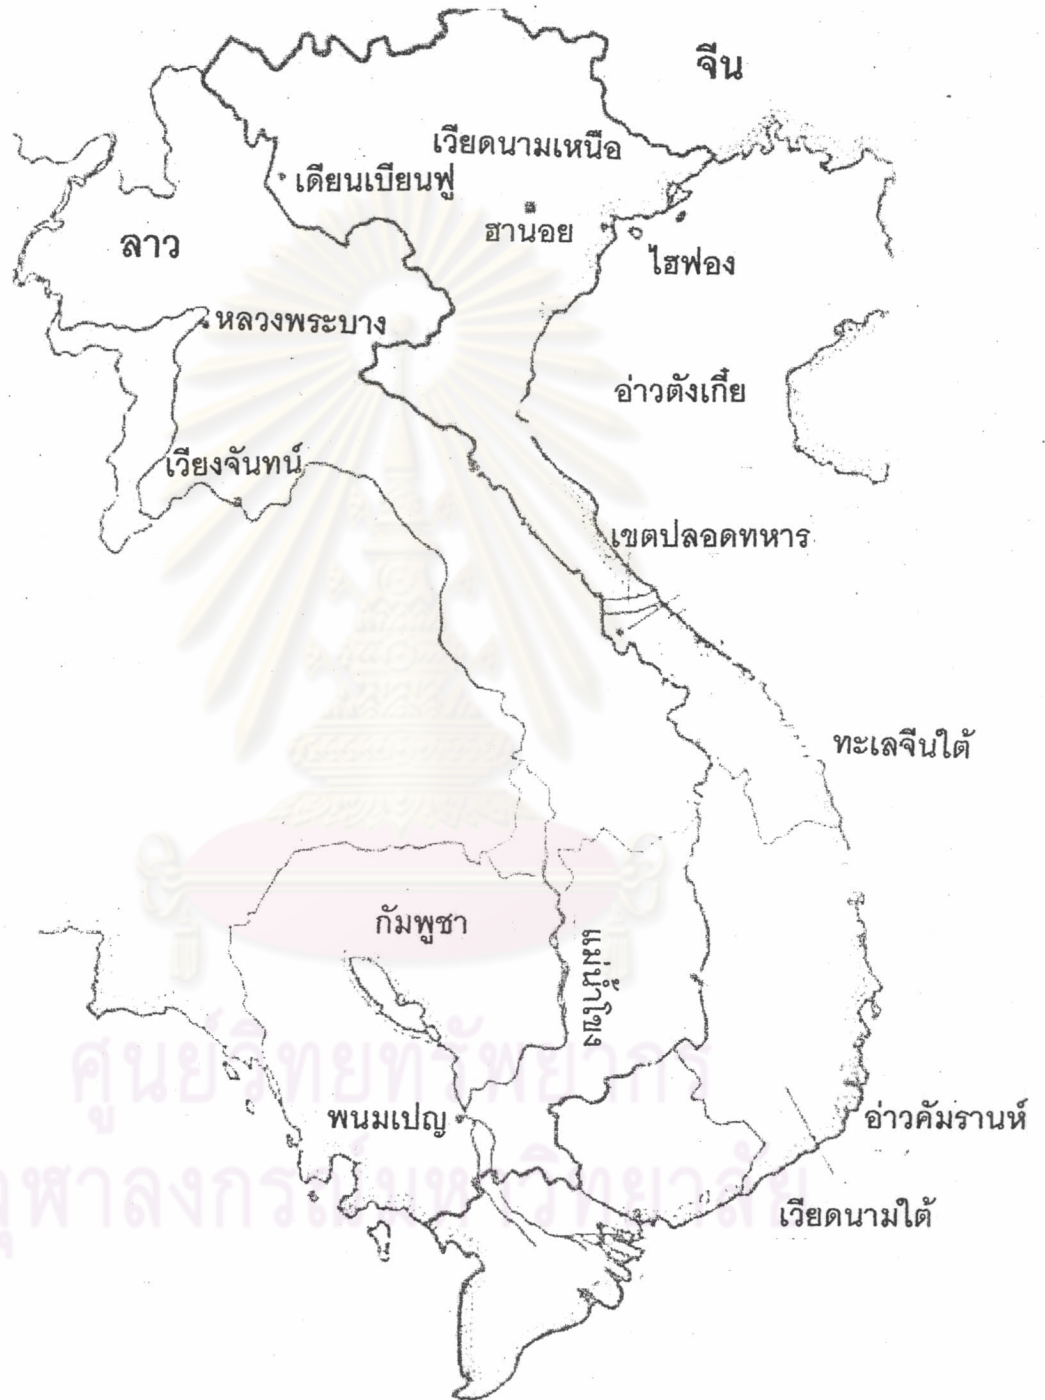 จีน
เวียดนามเหนือ
เดียนเบียนฟู
ฮานอย
ลาว
ไฮฟอง
หลวงพระบาง
อ่าวตังเกี๋ย
เวียงจันทน์
เขตปลอดทหาร
ทะเลจีนใต้
กัมพูชา
แม่น้ำโขง
ศูนย์วิทยทรัพยากร
พนมเปญ
อ่าวคัมรานห์
จุฬาลงกรณ์มหาวิทยาลัย
เวียดนามใต้